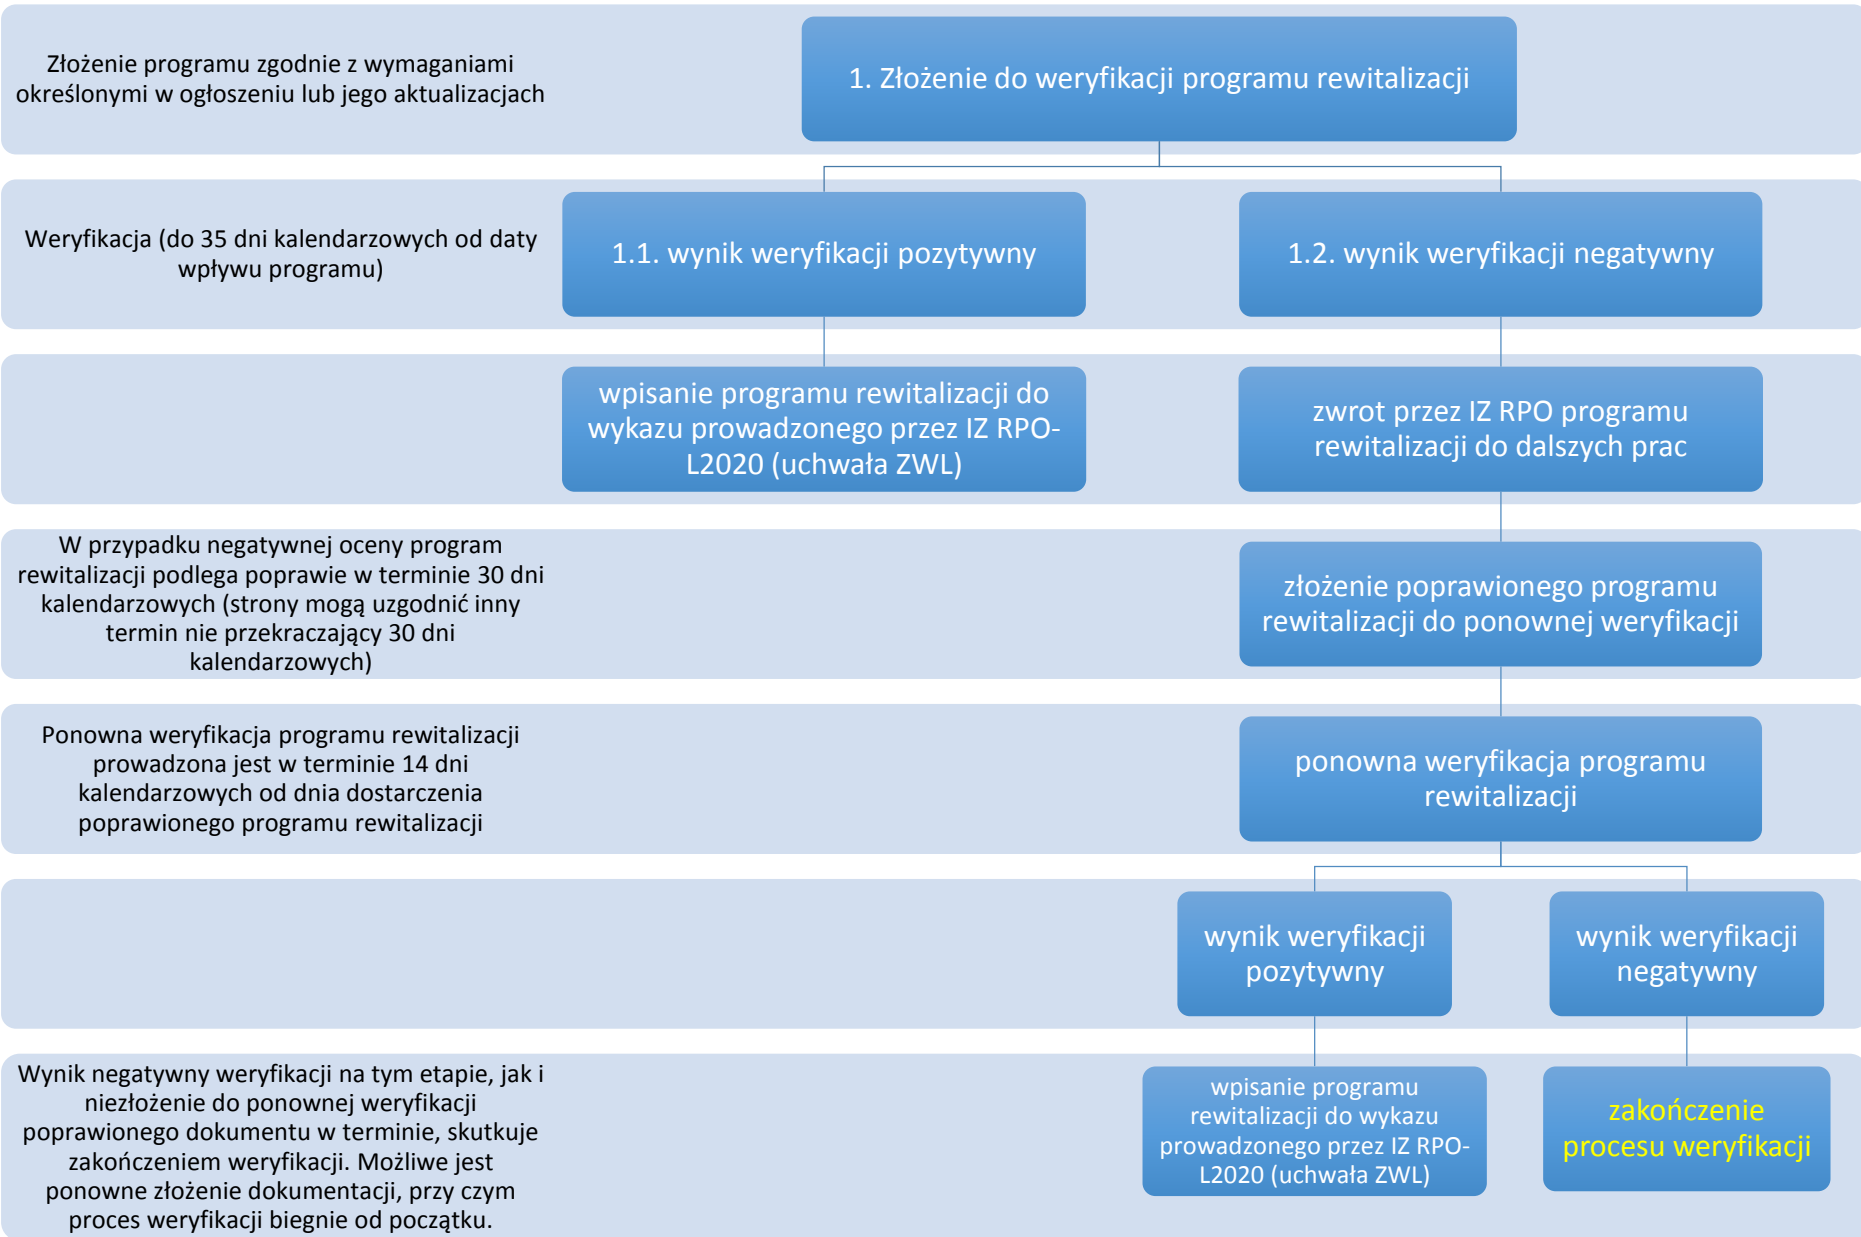 Złożenie programu zgodnie z wymaganiami
określonymi w ogłoszeniu lub jego aktualizacjach
1. Złożenie do weryfikacji programu rewitalizacji
Weryfikacja (do 35 dni kalendarzowych od daty
wpływu programu)
1.1. wynik weryfikacji pozytywny
1.2. wynik weryfikacji negatywny
wpisanie programu rewitalizacji do
wykazu prowadzonego przez IZ RPO-
L2020 (uchwała ZWL)
zwrot przez IZ RPO programu
rewitalizacji do dalszych prac
W przypadku negatywnej oceny program
rewitalizacji podlega poprawie w terminie 30 dni
kalendarzowych (strony mogą uzgodnić inny
termin nie przekraczający 30 dni
kalendarzowych)
złożenie poprawionego programu
rewitalizacji do ponownej weryfikacji
Ponowna weryfikacja programu rewitalizacji
prowadzona jest w terminie 14 dni
kalendarzowych od dnia dostarczenia
poprawionego programu rewitalizacji
ponowna weryfikacja programu
rewitalizacji
wynik weryfikacji
pozytywny
wynik weryfikacji
negatywny
Wynik negatywny weryfikacji na tym etapie, jak i
niezłożenie do ponownej weryfikacji
poprawionego dokumentu w terminie, skutkuje
zakończeniem weryfikacji. Możliwe jest
ponowne złożenie dokumentacji, przy czym
proces weryfikacji biegnie od początku.
wpisanie programu
rewitalizacji do wykazu
prowadzonego przez IZ RPO-
L2020 (uchwała ZWL)
zakończenie
procesu weryfikacji